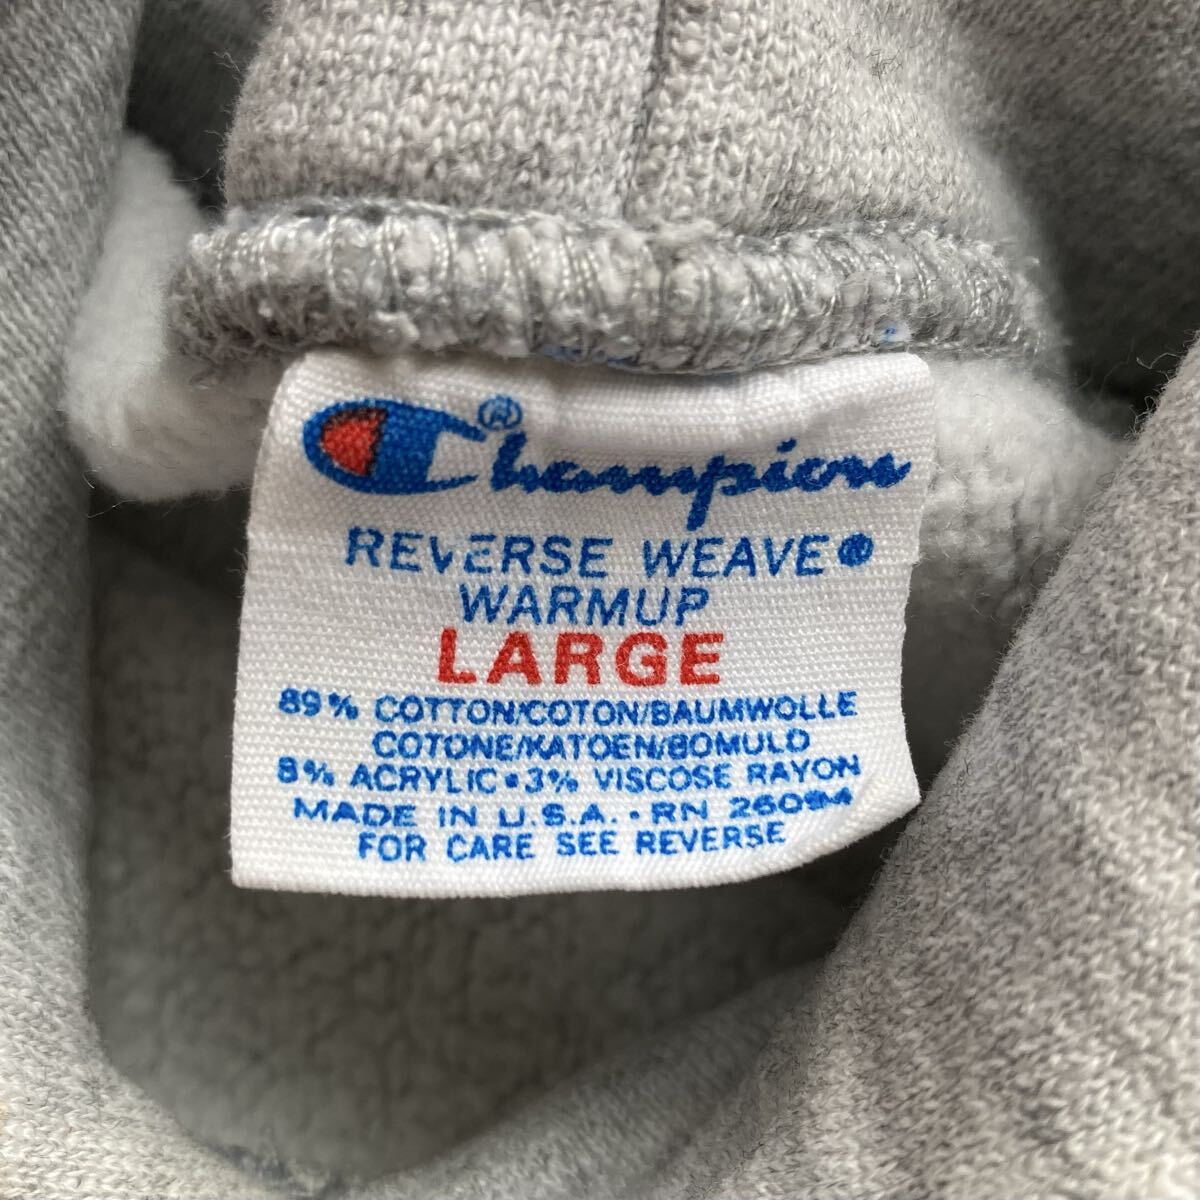 Champion®
REVERSE WEAVE®
WARMUP
LARGE
89% COTTON/COTON/BAUMWOLLE
COTONE/KATOEN/BOMULD
8% ACRYLIC•3% VISCOSE RAYON
MADE IN U.S.A. • RN 26094
FOR CARE SEE REVERSE